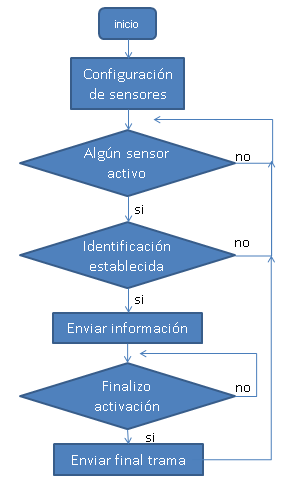 inicio
Configuración
de sensores
Algún sensor
activo
no
si
Identificación
establecida
no
si
Enviar información
Finalizo
activación
no
si
Enviar final trama